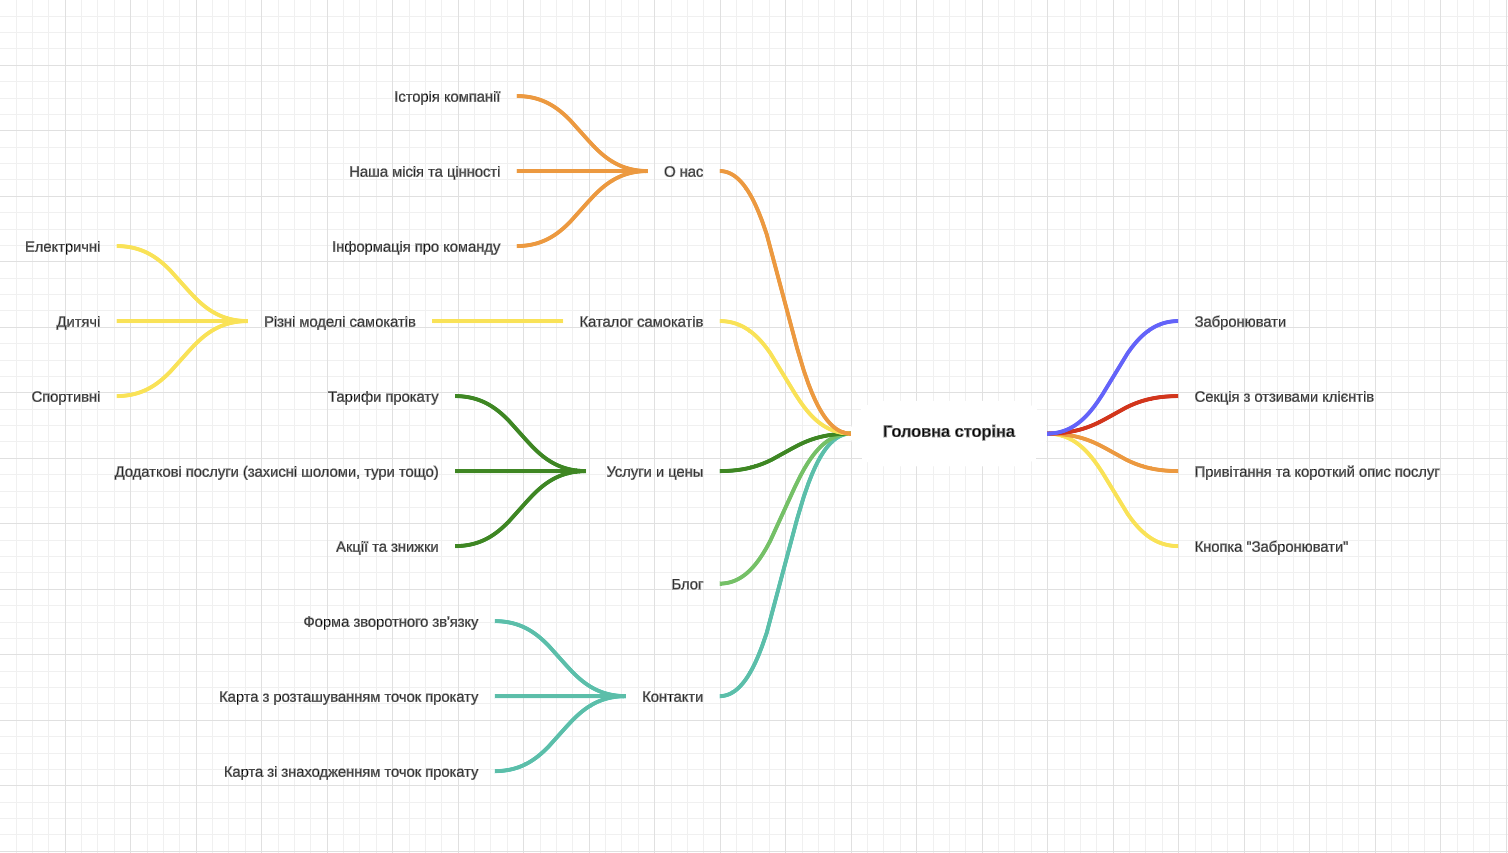 Історія компанії
Наша місія та цінності
О нас
Інформація про команду
Електричні
Дитячі
Різні моделі самокатів
Каталог самокатів
Спортивні
Тарифи прокату
Додаткові послуги (захисні шоломи, тури тощо)
Услуги и цены
Акції та знижки
Блог
Форма зворотного зв'язку
Карта з розташуванням точок прокату
Контакти
Карта зі знаходженням точок прокату
Головна сторіна
Забронювати
Секція з отзивами клієнтів
Привітання та короткий опис послуг
Кнопка "Забронювати"